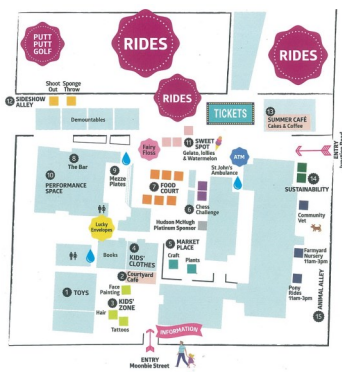 PUTT
PUTT
GOLF
RIDES
RIDES
Shoot Out
Sponge Throw
12 SIDESHOW ALLEY
RIDES
TICKETS
Demountables
13
SUMMER CAFÉ
Cakes & Coffee
ENTRY
Fairy Floss
11 SWEET SPOT
Gelato, lollies & Watermelon
ATM
8
The Bar
9
Mezze Plates
10
PERFORMANCE SPACE
St John's Ambulance
14
SUSTAINABILITY
7 FOOD COURT
6
Chess Challenge
Community Vet
Lucky Envelopes
Hudson McHugh
Platinum Sponsor
Books
4
KIDS' CLOTHES
5 MARKET PLACE
Craft
Plants
Farmyard Nursery
11am-3pm
2 Courtyard Cafe
1 TOYS
Face Painting
3 KIDS' ZONE
Hair
Tattoos
Pony Rides
11am-3pm
ANIMAL ALLEY
15
INFORMATION
ENTRY
Moonbie Street